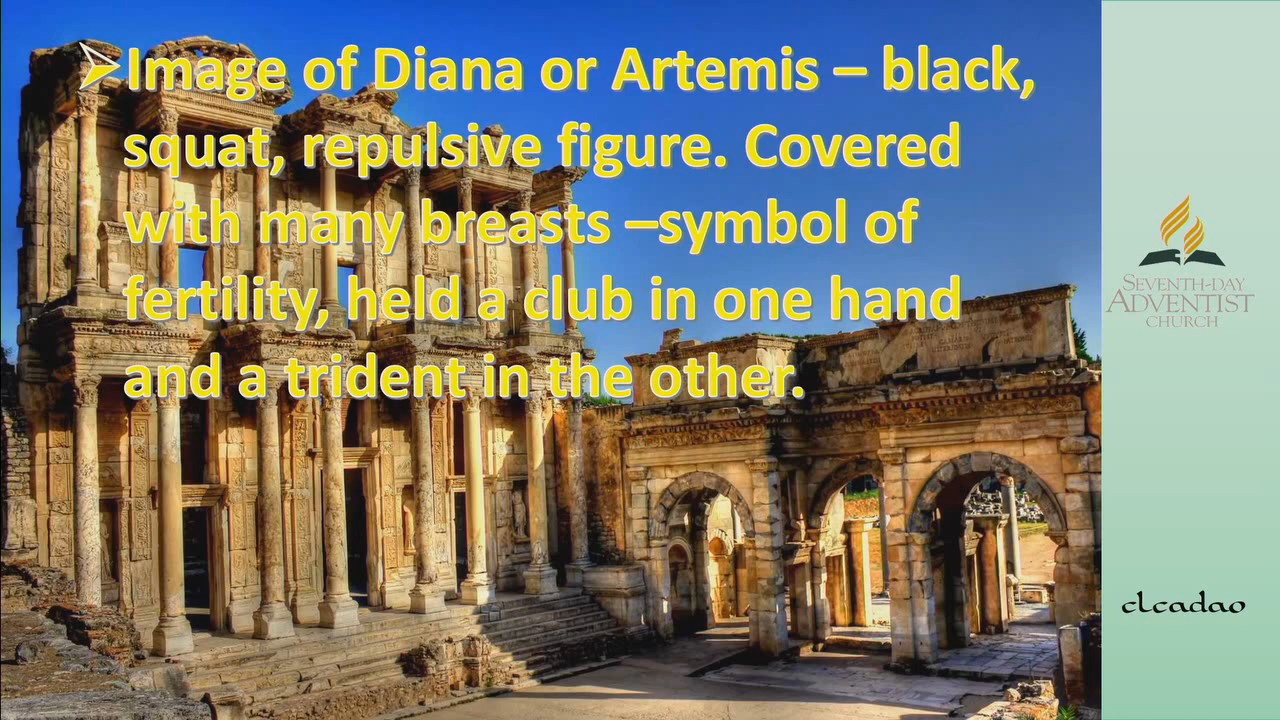 ➢Image of Diana or Artemis – black,
squat, repulsive figure. Covered
with many breasts –symbol of
fertility, held a club in one hand
and a trident in the other.
SEVENTH-DAY
ADVENTIST
CHURCH
clcadao